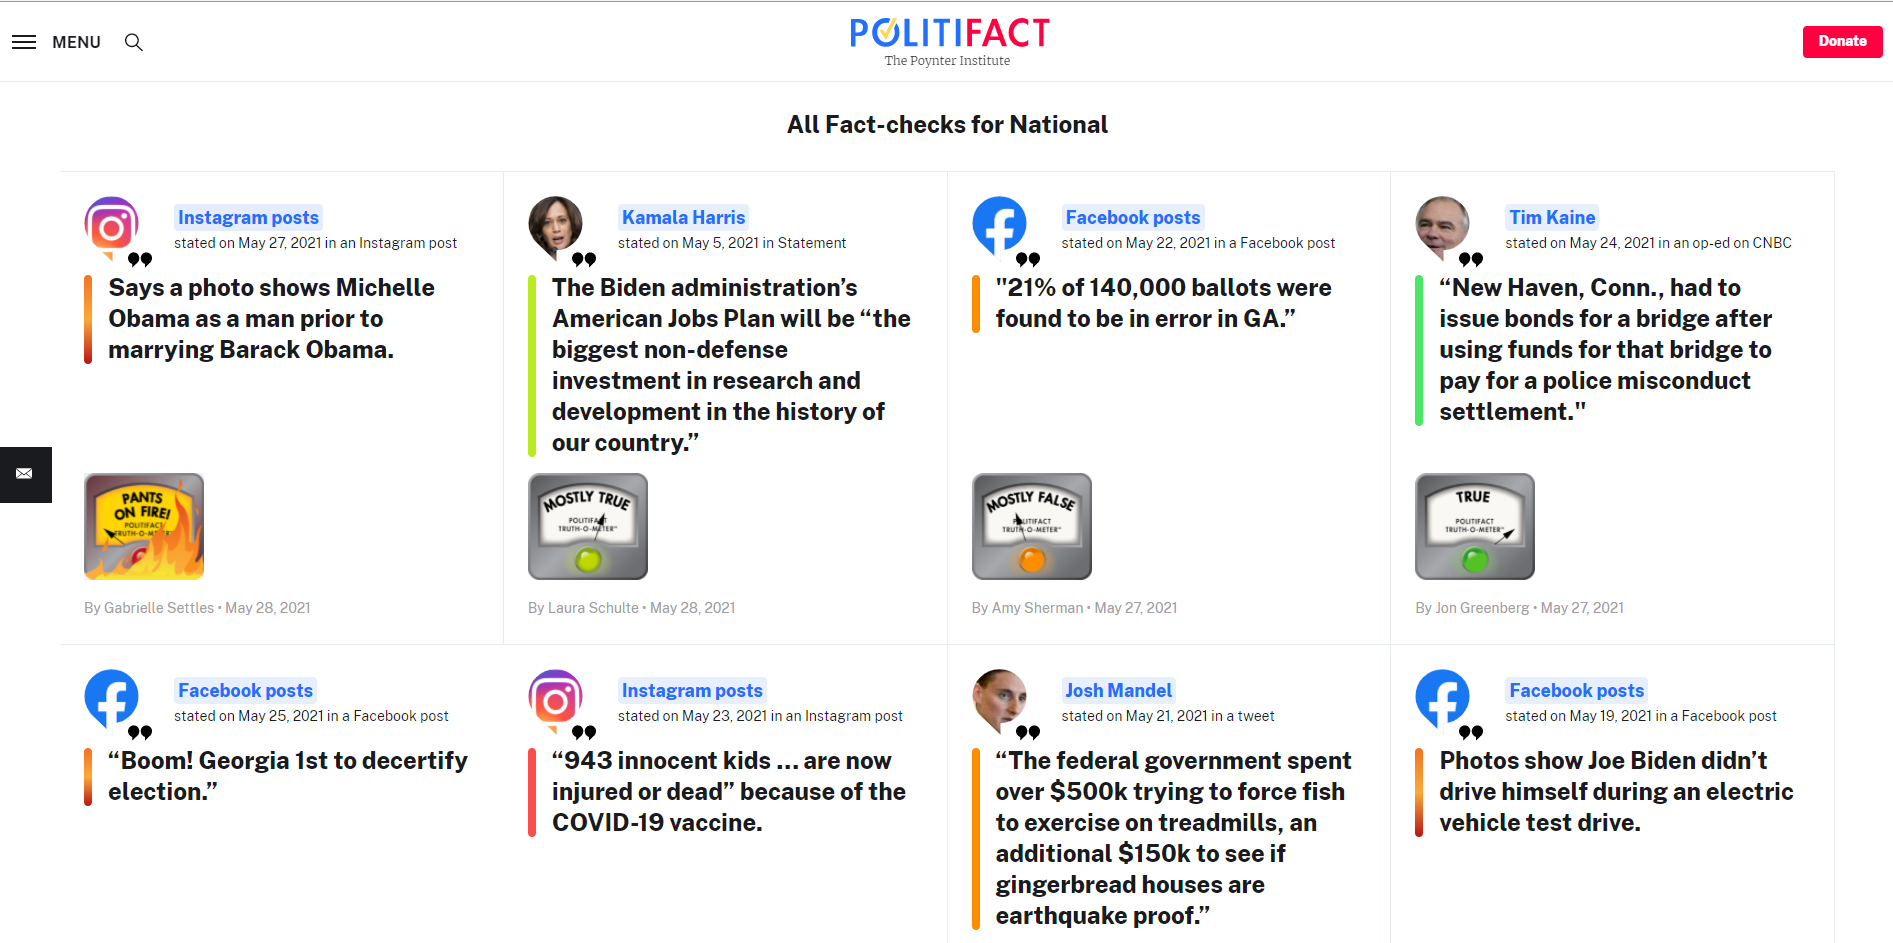 MENU
POLITIFACT
The Poynter Institute
Donate
All Fact-checks for National
Instagram posts
stated on May 27, 2021 in an Instagram post
Says a photo shows Michelle
Obama as a man prior to
marrying Barack Obama.
PANTS
ON FIRE!
POLITIFACT
TRUTH-O-METER™
By Gabrielle Settles • May 28, 2021
Kamala Harris
stated on May 5, 2021 in Statement
The Biden administration’s
American Jobs Plan will be “the
biggest non-defense
investment in research and
development in the history of
our country.”
MOSTLY TRUE
POLITIFACT
TRUTH-O-METER™
By Laura Schulte • May 28, 2021
Facebook posts
stated on May 22, 2021 in a Facebook post
"21% of 140,000 ballots were
found to be in error in GA.”
MOSTLY FALSE
POLITIFACT
TRUTH-O-METER™
By Amy Sherman • May 27, 2021
Tim Kaine
stated on May 24, 2021 in an op-ed on CNBC
“New Haven, Conn., had to
issue bonds for a bridge after
using funds for that bridge to
pay for a police misconduct
settlement."
TRUE
POLITIFACT
TRUTH-O-METER™
By Jon Greenberg • May 27, 2021
Facebook posts
stated on May 25, 2021 in a Facebook post
“Boom! Georgia 1st to decertify
election.”
Instagram posts
stated on May 23, 2021 in an Instagram post
“943 innocent kids ... are now
injured or dead” because of the
COVID-19 vaccine.
Josh Mandel
stated on May 21, 2021 in a tweet
“The federal government spent
over $500k trying to force fish
to exercise on treadmills, an
additional $150k to see if
gingerbread houses are
earthquake proof.”
Facebook posts
stated on May 19, 2021 in a Facebook post
Photos show Joe Biden didn’t
drive himself during an electric
vehicle test drive.